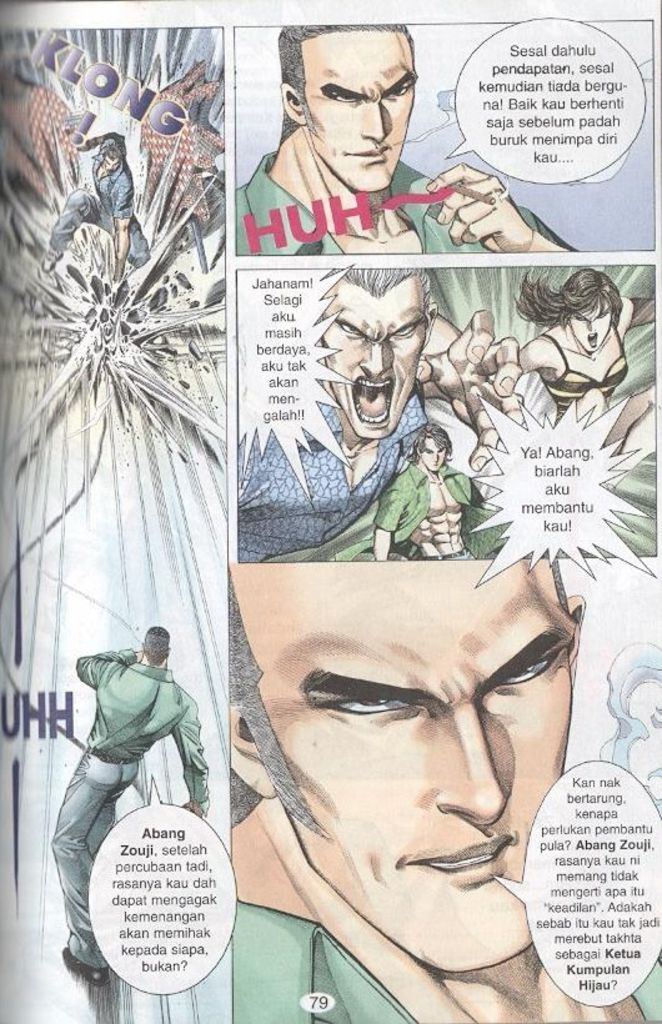 KLONG
!
UHH
Abang
Zouji, setelah
percubaan tadi,
rasanya kau dah
dapat mengagak
kemenangan
akan memihak
kepada siapa,
bukan?
Sesal dahulu
pendapatan, sesal
kemudian tiada bergu-
na! Baik kau berhenti
saja sebelum padah
buruk menimpa diri
kau....
HUH~
Jahanam!
Selagi
aku
masih
berdaya,
aku tak
akan
men-
galah!!
Ya! Abang,
biarlah
aku
membantu
kau!
Kan nak
bertarung,
kenapa
perlukan pembantu
pula? Abang Zouji,
rasanya kau ni
memang tidak
mengerti apa itu
“keadilan”. Adakah
sebab itu kau tak jadi
merebut takhta
sebagai Ketua
Kumpulan
Hijau?
79